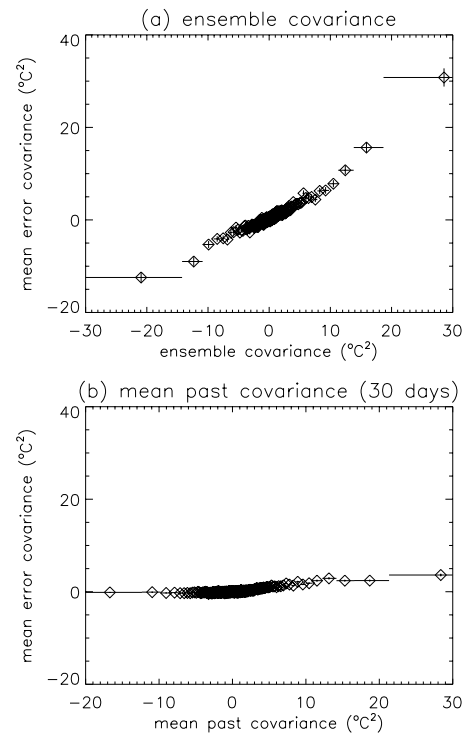 (a) ensemble covariance
40
20
0
−20
mean error covariance (°C²)
−30 −20 −10 0 10 20 30
ensemble covariance (°C²)
(b) mean past covariance (30 days)
40
20
0
−20
mean error covariance (°C²)
−20 −10 0 10 20 30
mean past covariance (°C²)